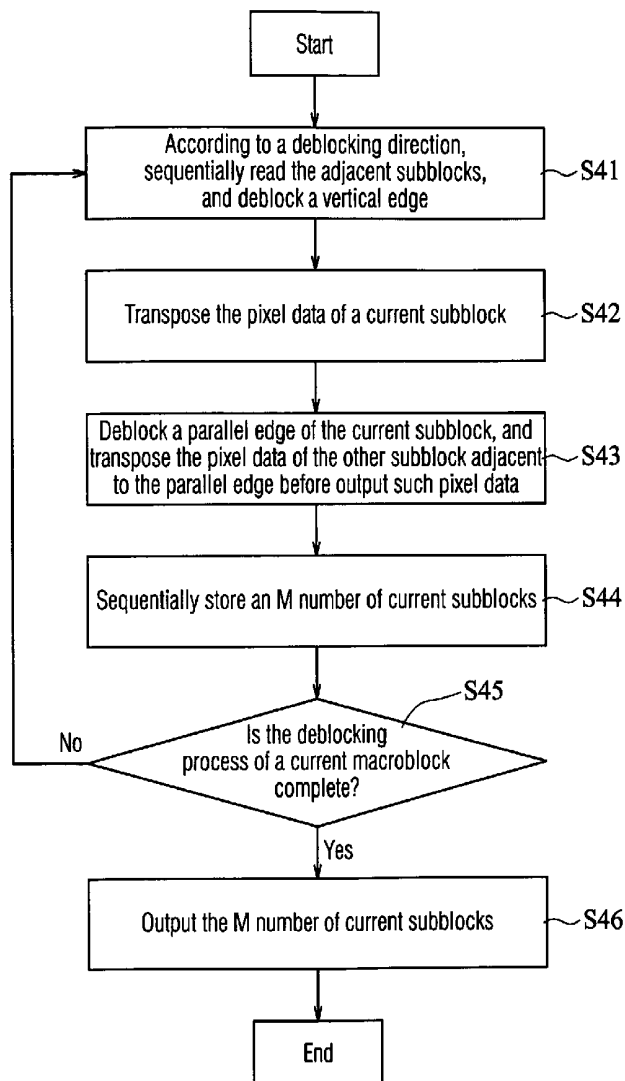 Start
According to a deblocking direction,
sequentially read the adjacent subblocks,
and deblock a vertical edge
S41
Transpose the pixel data of a current subblock
S42
Deblock a parallel edge of the current subblock, and
transpose the pixel data of the other subblock adjacent
to the parallel edge before output such pixel data
S43
Sequentially store an M number of current subblocks
S44
S45
Is the deblocking
process of a current macroblock
complete?
No
Yes
Output the M number of current subblocks
S46
End